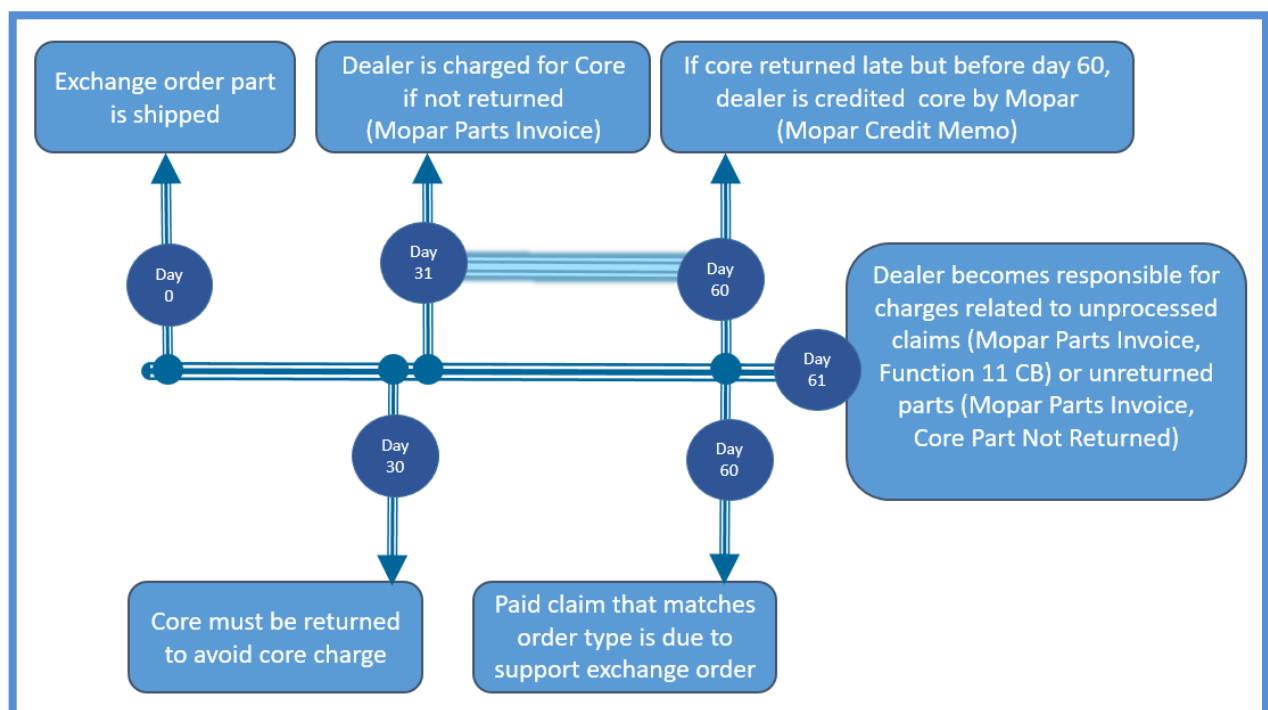 Exchange order part
is shipped
Dealer is charged for Core
if not returned
(Mopar Parts Invoice)
If core returned late but before day 60,
dealer is credited  core by Mopar
(Mopar Credit Memo)
Day
0
Day
31
Day
60
Day
61
Dealer becomes responsible for
charges related to unprocessed
claims (Mopar Parts Invoice,
Function 11 CB) or unreturned
parts (Mopar Parts Invoice,
Core Part Not Returned)
Day
30
Day
60
Core must be returned
to avoid core charge
Paid claim that matches
order type is due to
support exchange order